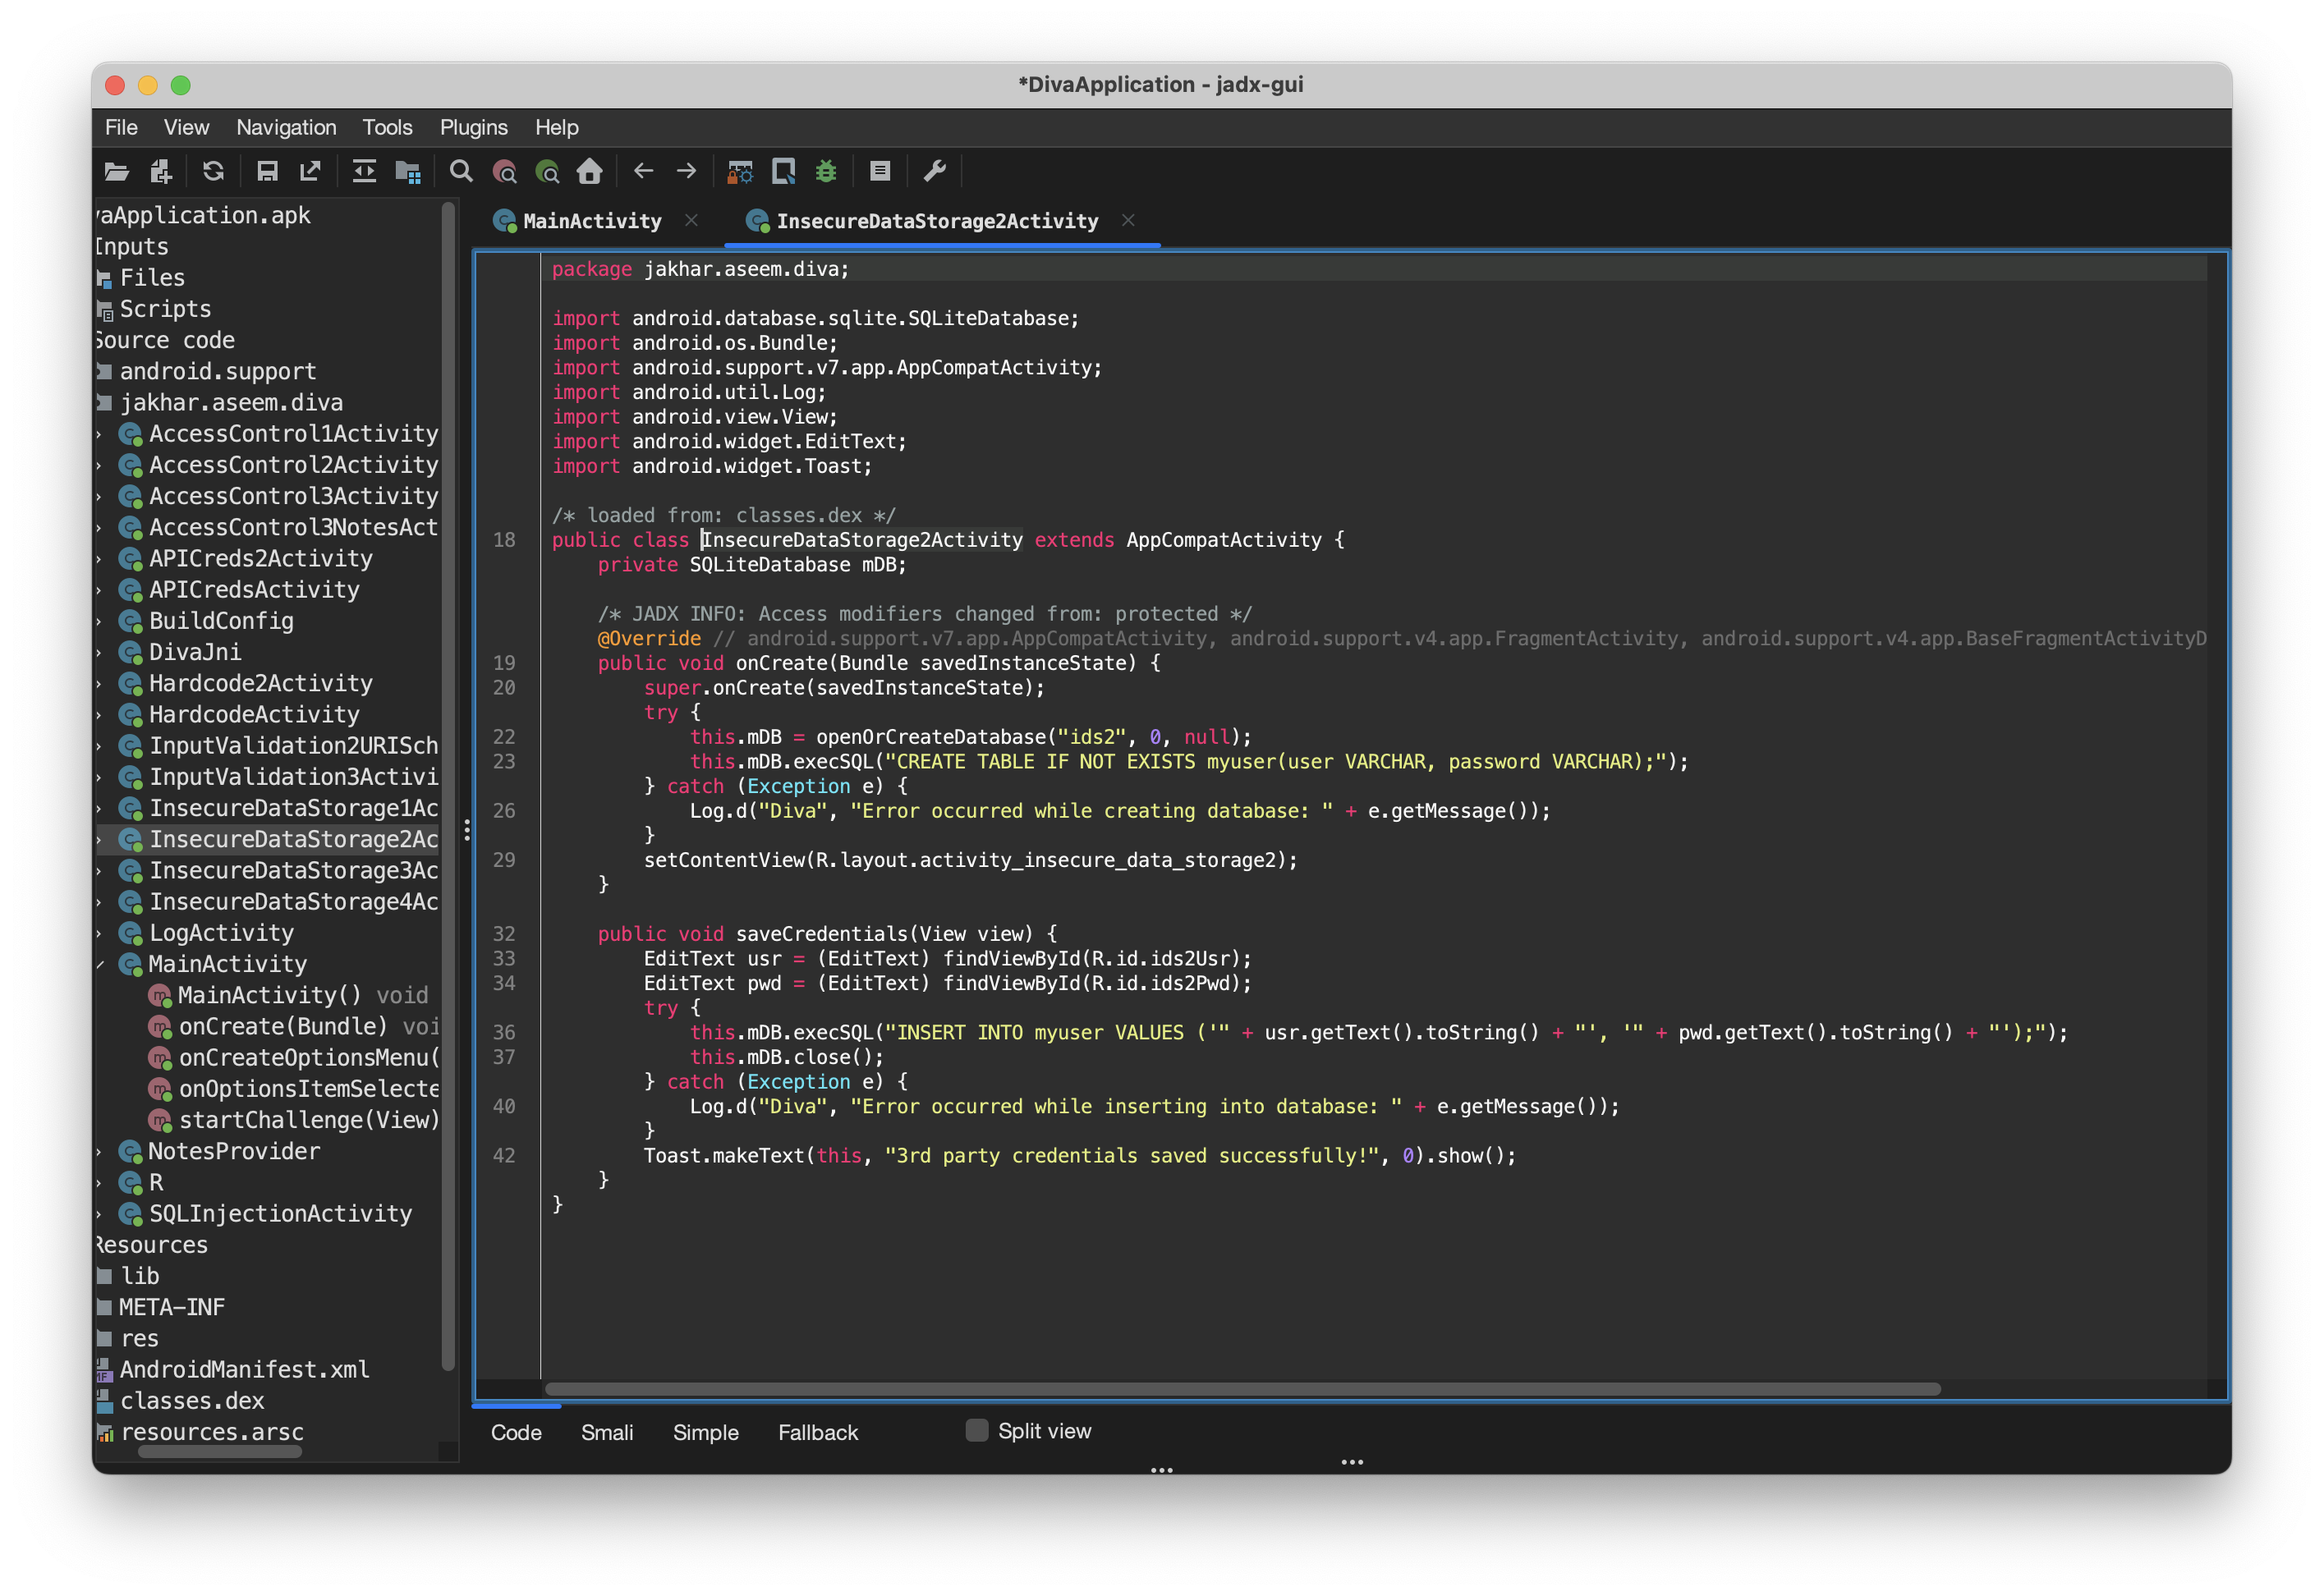 *DivaApplication - jadx-gui
File View Navigation Tools Plugins Help
vaApplication.apk
Inputs
Files
Scripts
Source code
android.support
jakhar.aseem.diva
AccessControl1Activity
AccessControl2Activity
AccessControl3Activity
AccessControl3NotesAct
APICreds2Activity
APICredsActivity
BuildConfig
DivaJni
Hardcode2Activity
HardcodeActivity
InputValidation2URISch
InputValidation3Activi
InsecureDataStorage1Ac
InsecureDataStorage2Ac
InsecureDataStorage3Ac
InsecureDataStorage4Ac
LogActivity
MainActivity
MainActivity() void
onCreate(Bundle) voi
onCreateOptionsMenu(
onOptionsItemSelecte
startChallenge(View)
NotesProvider
R
SQLInjectionActivity
Resources
lib
META-INF
res
AndroidManifest.xml
classes.dex
resources.arsc
MainActivity InsecureDataStorage2Activity
package jakhar.aseem.diva;
import android.database.sqlite.SQLiteDatabase;
import android.os.Bundle;
import android.support.v7.app.AppCompatActivity;
import android.util.Log;
import android.view.View;
import android.widget.EditText;
import android.widget.Toast;
/* loaded from: classes.dex */
18 public class InsecureDataStorage2Activity extends AppCompatActivity {
private SQLiteDatabase mDB;
/* JADX INFO: Access modifiers changed from: protected */
@Override // android.support.v7.app.AppCompatActivity, android.support.v4.app.FragmentActivity, android.support.v4.app.BaseFragmentActivityD
19 public void onCreate(Bundle savedInstanceState) {
20 super.onCreate(savedInstanceState);
try {
22 this.mDB = openOrCreateDatabase("ids2", 0, null);
23 this.mDB.execSQL("CREATE TABLE IF NOT EXISTS myuser(user VARCHAR, password VARCHAR);");
} catch (Exception e) {
26 Log.d("Diva", "Error occurred while creating database: " + e.getMessage());
}
29 setContentView(R.layout.activity_insecure_data_storage2);
}
32 public void saveCredentials(View view) {
33 EditText usr = (EditText) findViewById(R.id.ids2Usr);
34 EditText pwd = (EditText) findViewById(R.id.ids2Pwd);
try {
36 this.mDB.execSQL("INSERT INTO myuser VALUES ('" + usr.getText().toString() + "', '" + pwd.getText().toString() + "');");
37 this.mDB.close();
} catch (Exception e) {
40 Log.d("Diva", "Error occurred while inserting into database: " + e.getMessage());
}
42 Toast.makeText(this, "3rd party credentials saved successfully!", 0).show();
}
}
Code Smali Simple Fallback Split view